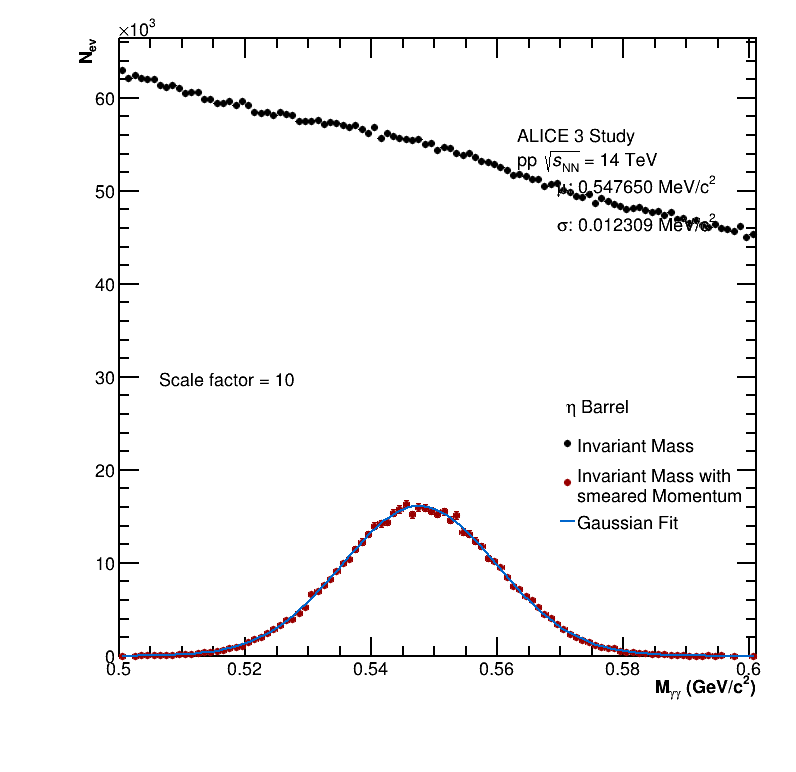 ×10³
N_ev
60
50
40
30
20
10
0
0.5
0.52
0.54
0.56
0.58
0.6
M_γγ (GeV/c²)
ALICE 3 Study
pp √s_NN = 14 TeV
μ: 0.547650 MeV/c²
σ: 0.012309 MeV/c²
Scale factor = 10
η Barrel
Invariant Mass
Invariant Mass with
smeared Momentum
Gaussian Fit